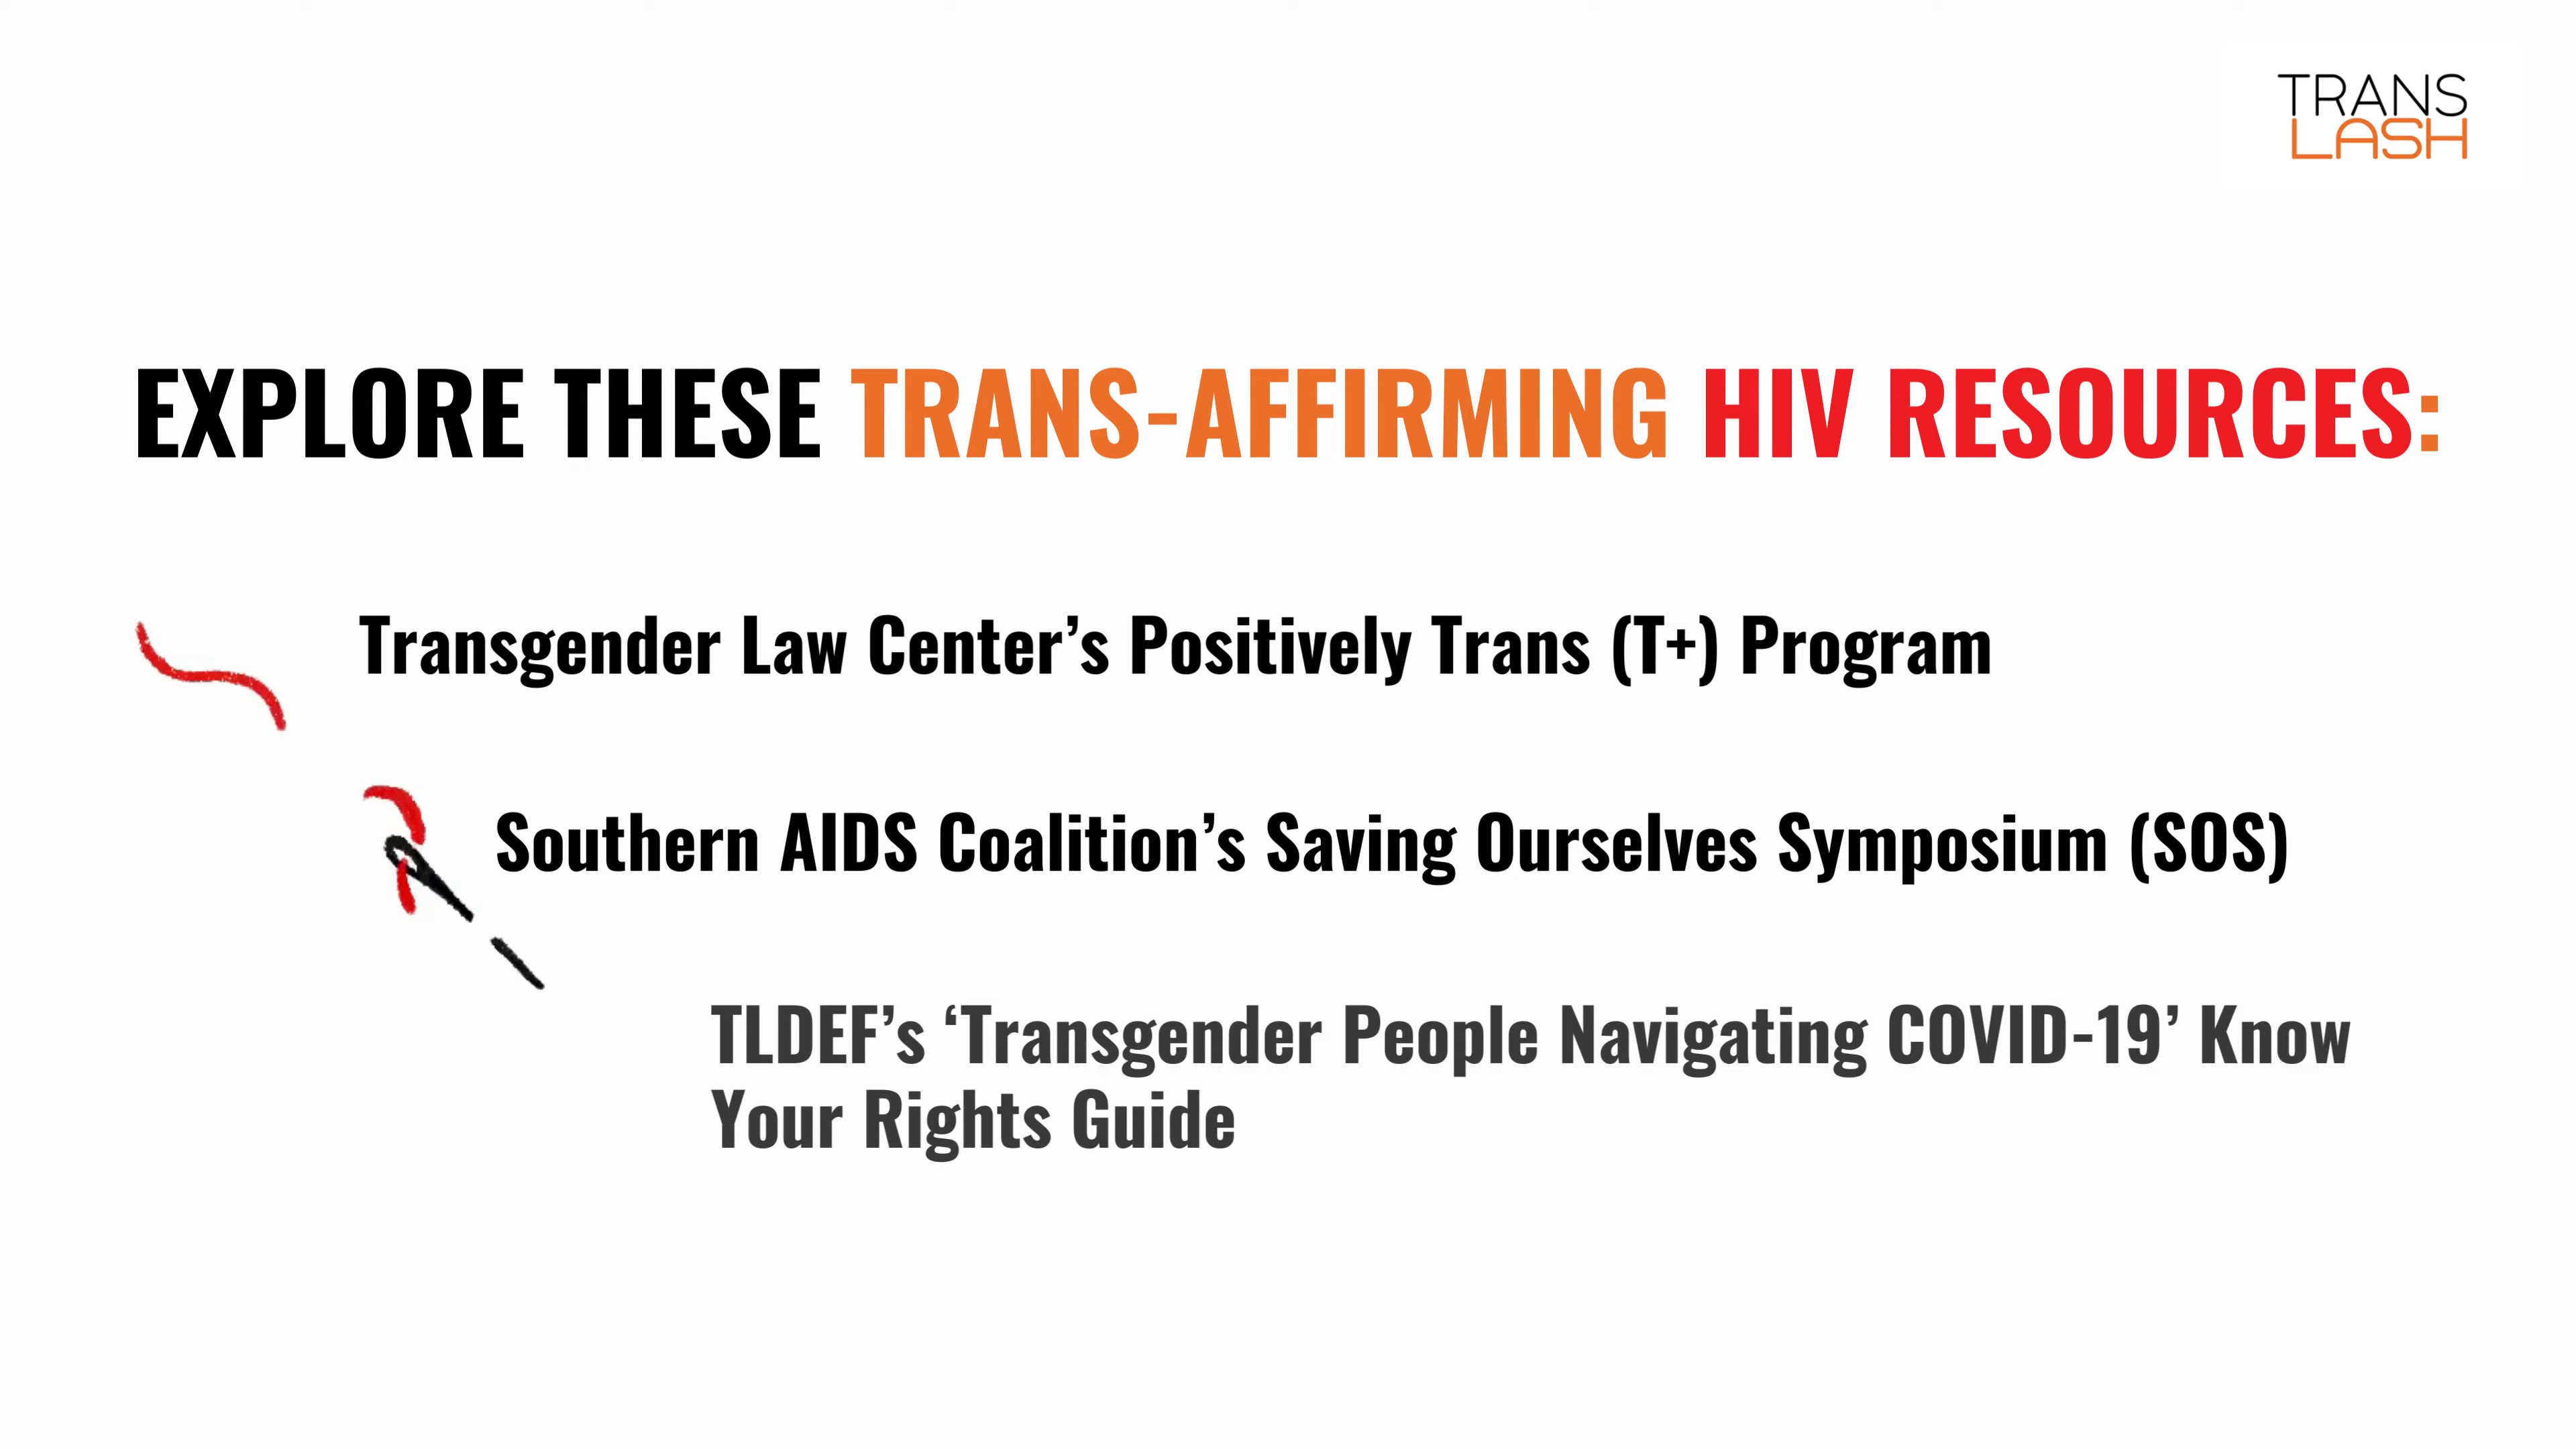 TRANS
LASH
EXPLORE THESE TRANS-AFFIRMING HIV RESOURCES:
Transgender Law Center’s Positively Trans (T+) Program
Southern AIDS Coalition’s Saving Ourselves Symposium (SOS)
TLDEF’s ‘Transgender People Navigating COVID-19’ Know
Your Rights Guide